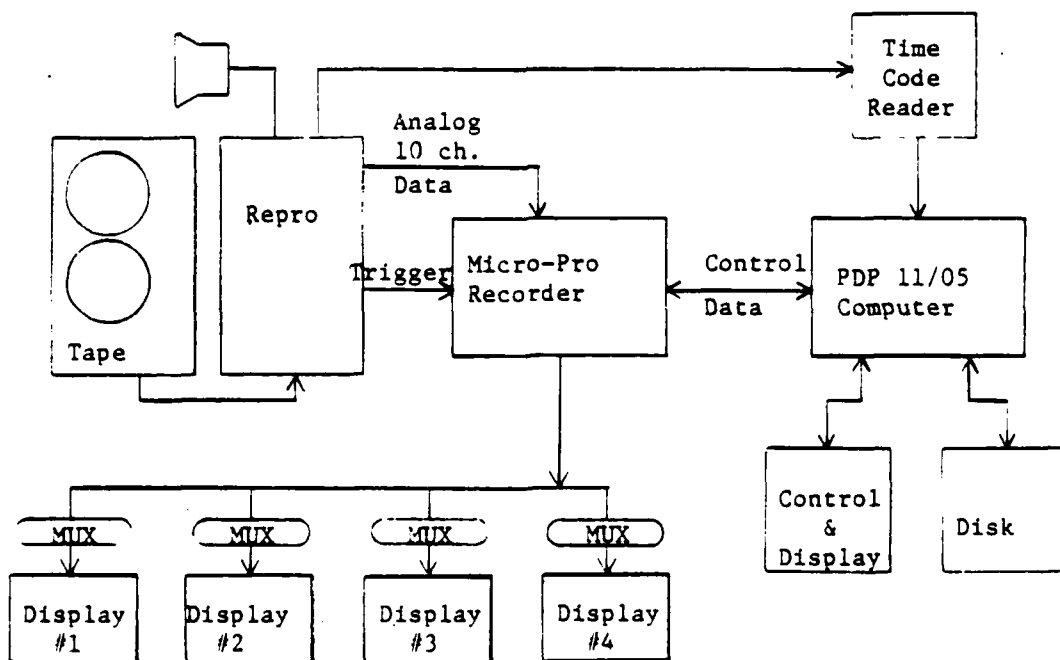 Time
Code
Reader
Analog
10 ch.
Data
Repro
Tape
Trigger
Micro-Pro
Recorder
Control
Data
PDP 11/05
Computer
Control
&
Display
Disk
MUX
MUX
MUX
MUX
Display
#1
Display
#2
Display
#3
Display
#4